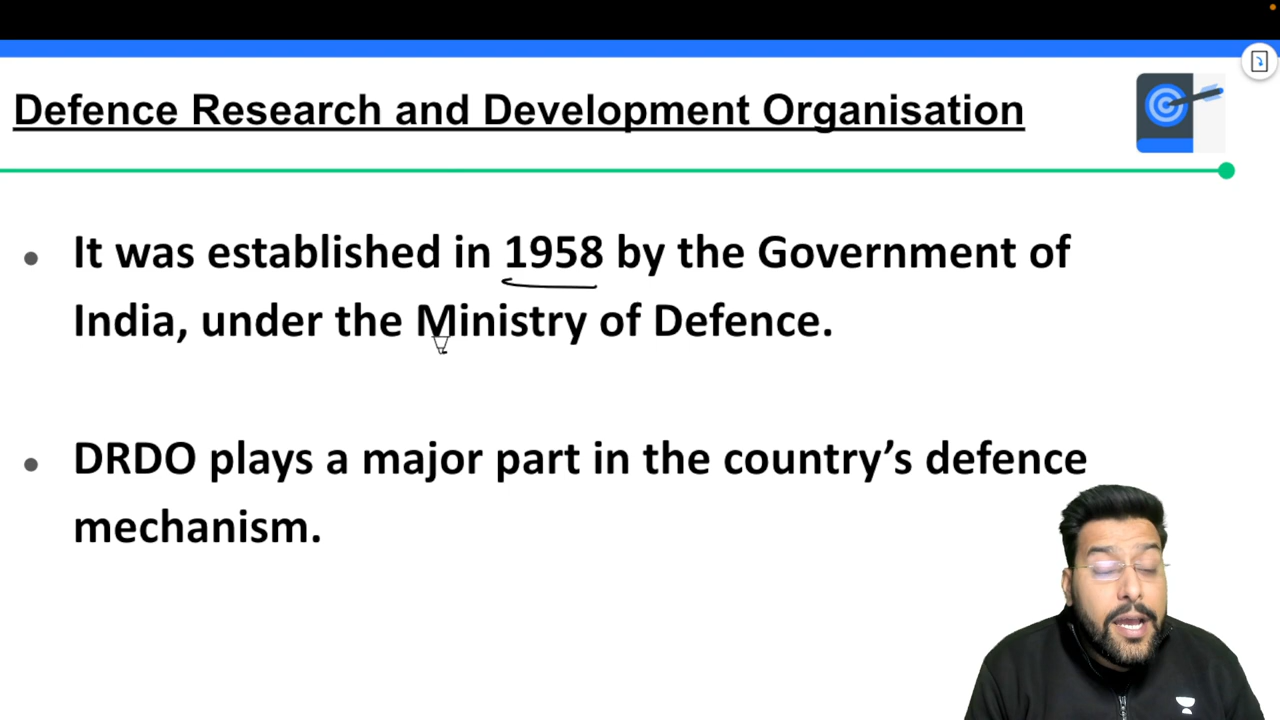 Defence Research and Development Organisation
• It was established in 1958 by the Government of
India, under the Ministry of Defence.
• DRDO plays a major part in the country’s defence
mechanism.